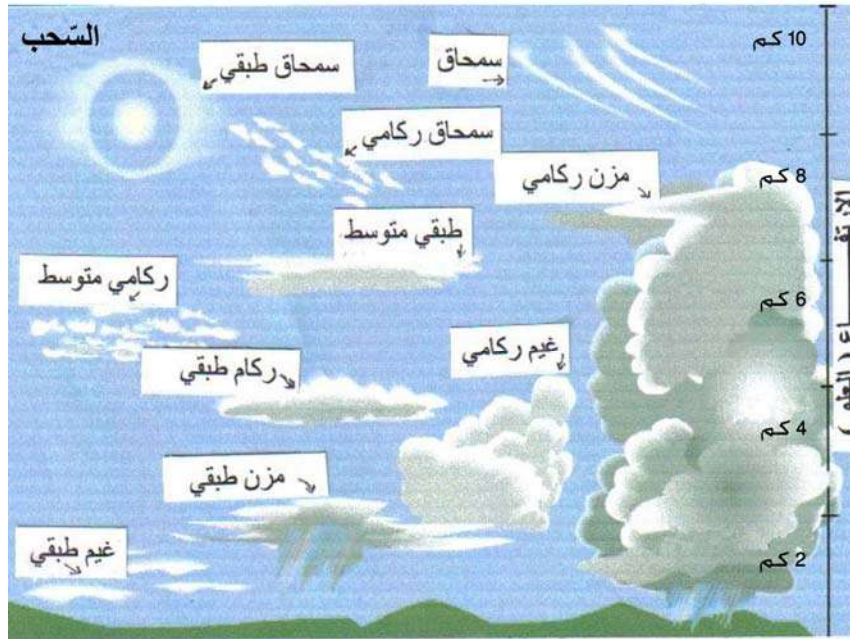 السّحب
سمحاق طبقي
سمحاق
10 كم
سمحاق ركامي
مزن ركامي
8 كم
طبقي متوسط
ركامي متوسط
6 كم
غيم ركامي
ركام طبقي
4 كم
مزن طبقي
غيم طبقي
2 كم